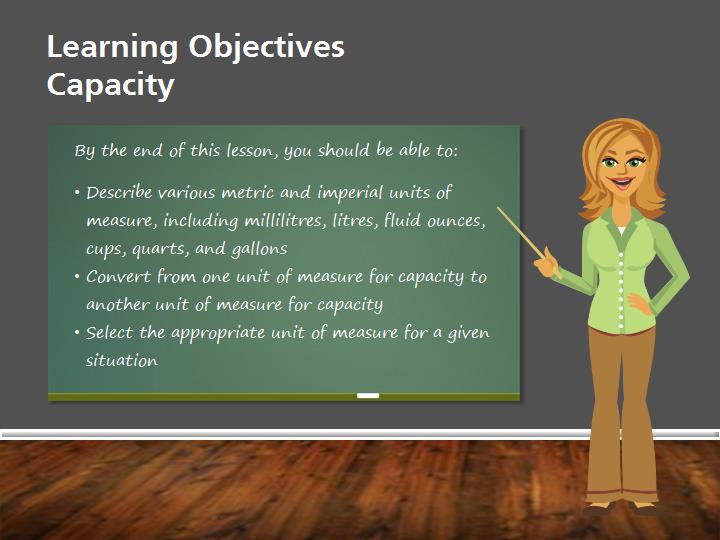 Learning Objectives
Capacity
By the end of this lesson, you should be able to:
• Describe various metric and imperial units of
measure, including millilitres, litres, fluid ounces,
cups, quarts, and gallons
• Convert from one unit of measure for capacity to
another unit of measure for capacity
• Select the appropriate unit of measure for a given
situation